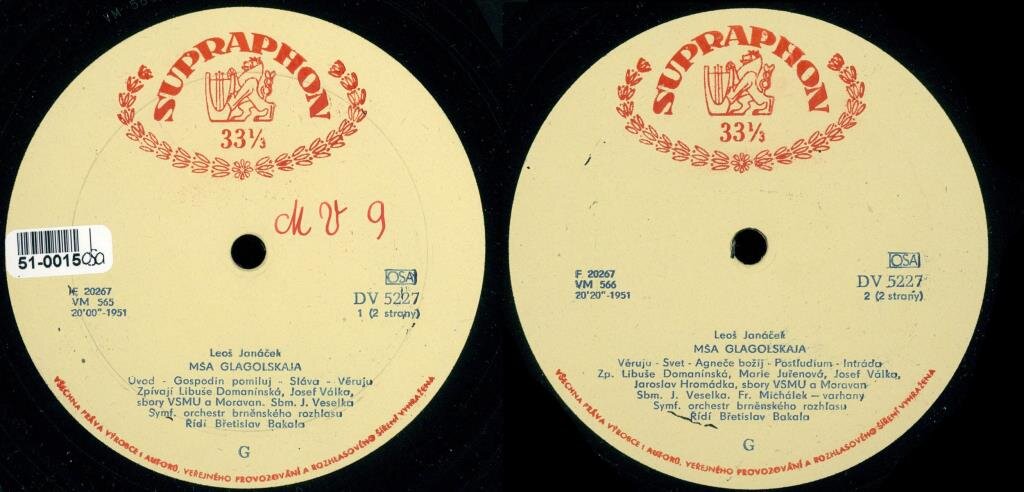 SUPRAPHON
33⅓
M V 9
51-0015
OSA
F 20267
VM 565
20'00"-1951
OSA
DV 5227
1 (2 strany)
Leoš Janáček
MŠA GLAGOLSKAJA
Úvod - Gospodin pomiluj - Sláva - Věruju
Zpívají Libuše Domanínská, Josef Válka,
sbory VSMU a Moravan. Sbm. J. Veselka
Symf. orchestr brněnského rozhlasu
Řídí Břetislav Bakala
G
VŠECHNA PRÁVA VÝROBCE I AUTORŮ, VEŘEJNÉHO PROVOZOVÁNÍ A ROZHLASOVÉHO ŠÍŘENÍ VYHRAŽENA
SUPRAPHON
33⅓
F 20267
VM 566
20'20"-1951
OSA
DV 5227
2 (2 strany)
Leoš Janáček
MŠA GLAGOLSKAJA
Věruju - Svet - Agneče božij - Postludium - Intráda
Zp. Libuše Domanínská, Marie Juřenová, Josef Válka,
Jaroslav Hromádka, sbory VSMU a Moravan
Sbm. J. Veselka. Fr. Michálek - varhany
Symf. orchestr brněnského rozhlasu
Řídí Břetislav Bakala
G
VŠECHNA PRÁVA VÝROBCE I AUTORŮ, VEŘEJNÉHO PROVOZOVÁNÍ A ROZHLASOVÉHO ŠÍŘENÍ VYHRAŽENA